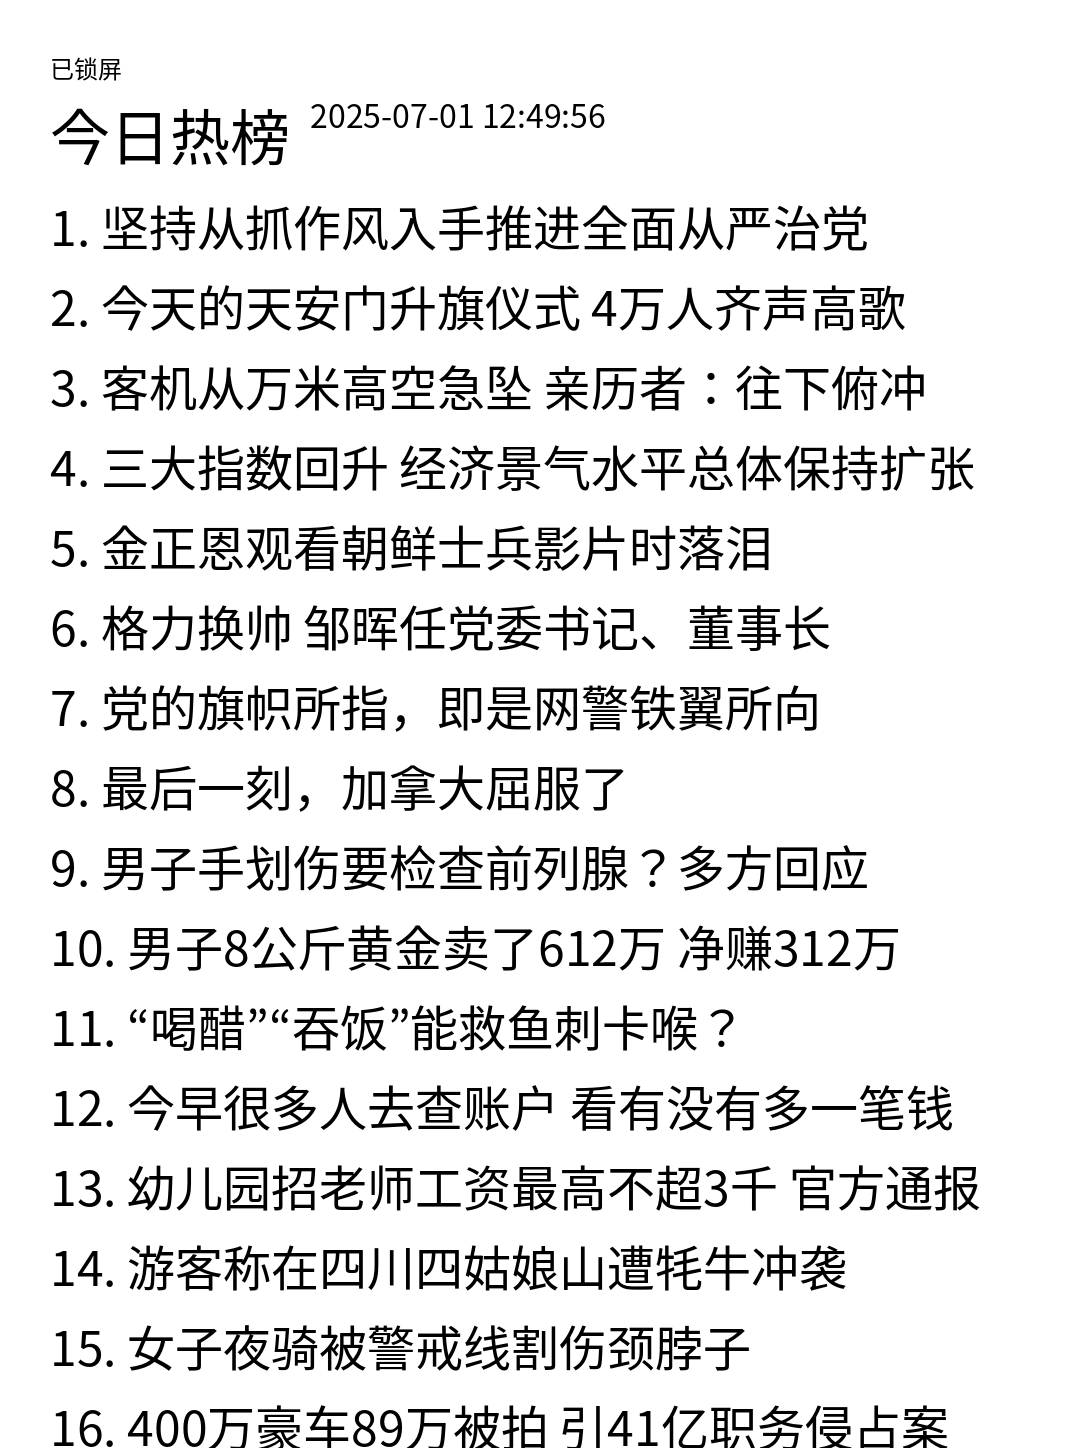 已锁屏
今日热榜 2025-07-01 12:49:56
1. 坚持从抓作风入手推进全面从严治党
2. 今天的天安门升旗仪式 4万人齐声高歌
3. 客机从万米高空急坠 亲历者：往下俯冲
4. 三大指数回升 经济景气水平总体保持扩张
5. 金正恩观看朝鲜士兵影片时落泪
6. 格力换帅 邹晖任党委书记、董事长
7. 党的旗帜所指，即是网警铁翼所向
8. 最后一刻，加拿大屈服了
9. 男子手划伤要检查前列腺？多方回应
10. 男子8公斤黄金卖了612万 净赚312万
11. “喝醋”“吞饭”能救鱼刺卡喉？
12. 今早很多人去查账户 看有没有多一笔钱
13. 幼儿园招老师工资最高不超3千 官方通报
14. 游客称在四川四姑娘山遭牦牛冲袭
15. 女子夜骑被警戒线割伤颈脖子
16. 400万豪车89万被拍 引41亿职务侵占案